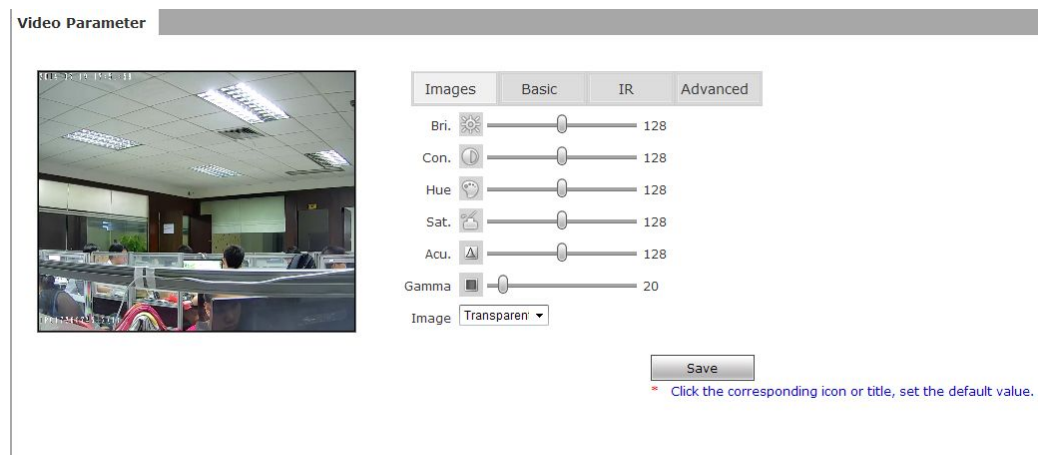 Video Parameter
Images Basic IR Advanced
Bri. 128
Con. 128
Hue 128
Sat. 128
Acu. 128
Gamma 20
Image Transparent
Save
* Click the corresponding icon or title, set the default value.